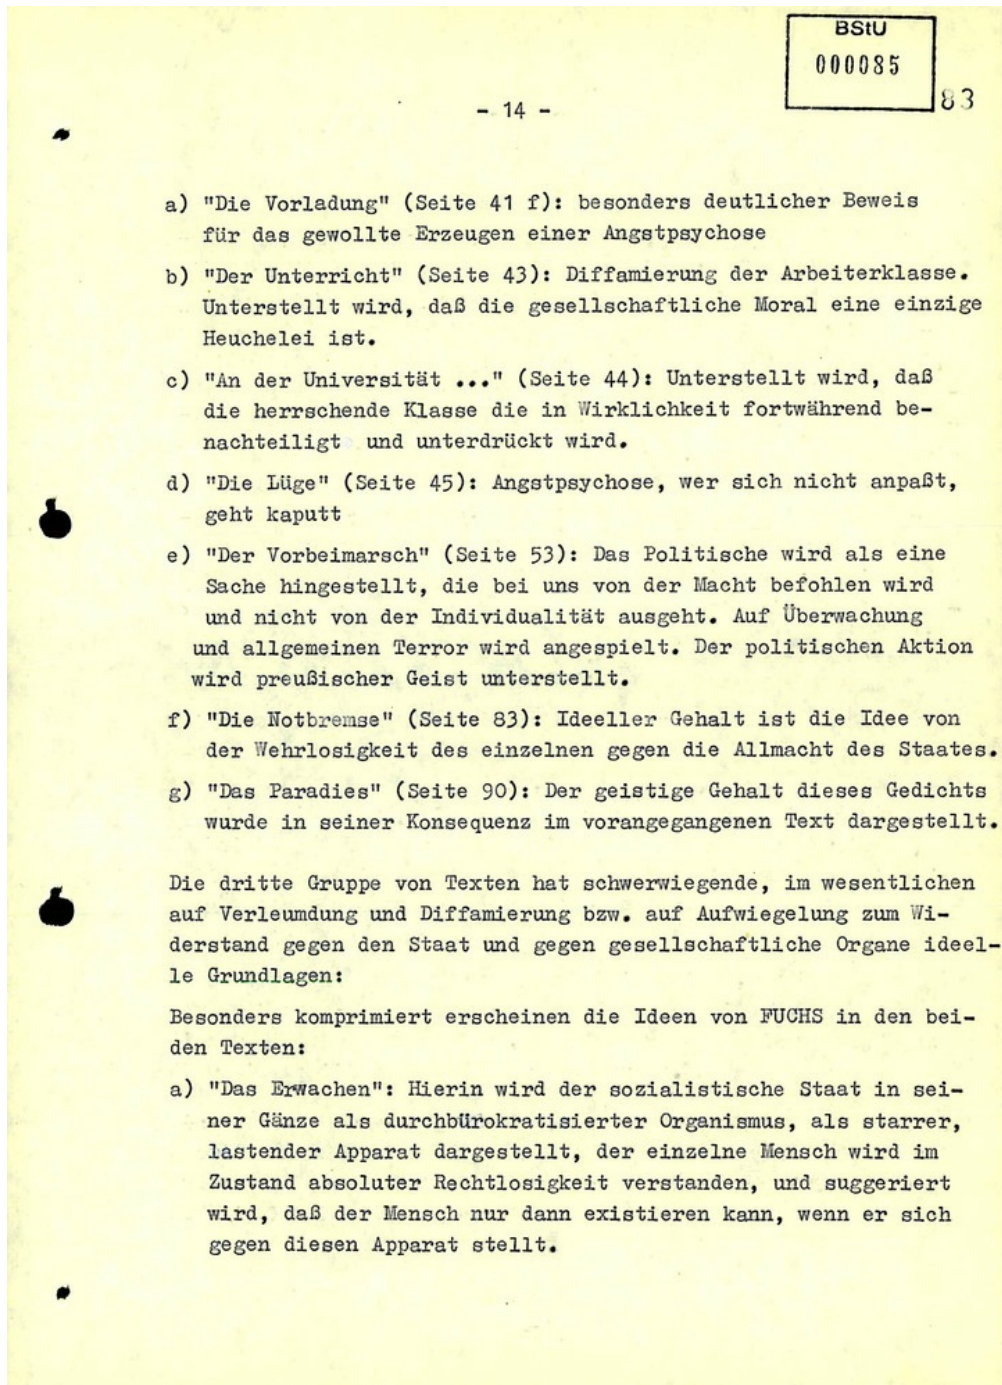 BStU
000085
83
- 14 -
a) "Die Vorladung" (Seite 41 f): besonders deutlicher Beweis
für das gewollte Erzeugen einer Angstpsychose
b) "Der Unterricht" (Seite 43): Diffamierung der Arbeiterklasse.
Unterstellt wird, daß die gesellschaftliche Moral eine einzige
Heuchelei ist.
c) "An der Universität ..." (Seite 44): Unterstellt wird, daß
die herrschende Klasse die in Wirklichkeit fortwährend be-
nachteiligt und unterdrückt wird.
d) "Die Lüge" (Seite 45): Angstpsychose, wer sich nicht anpaßt,
geht kaputt
e) "Der Vorbeimarsch" (Seite 53): Das Politische wird als eine
Sache hingestellt, die bei uns von der Macht befohlen wird
und nicht von der Individualität ausgeht. Auf Überwachung
und allgemeinen Terror wird angespielt. Der politischen Aktion
wird preußischer Geist unterstellt.
f) "Die Notbremse" (Seite 83): Ideeller Gehalt ist die Idee von
der Wehrlosigkeit des einzelnen gegen die Allmacht des Staates.
g) "Das Paradies" (Seite 90): Der geistige Gehalt dieses Gedichts
wurde in seiner Konsequenz im vorangegangenen Text dargestellt.
Die dritte Gruppe von Texten hat schwerwiegende, im wesentlichen
auf Verleumdung und Diffamierung bzw. auf Aufwiegelung zum Wi-
derstand gegen den Staat und gegen gesellschaftliche Organe ideel-
le Grundlagen:
Besonders komprimiert erscheinen die Ideen von FUCHS in den bei-
den Texten:
a) "Das Erwachen": Hierin wird der sozialistische Staat in sei-
ner Gänze als durchbürokratisierter Organismus, als starrer,
lastender Apparat dargestellt, der einzelne Mensch wird im
Zustand absoluter Rechtlosigkeit verstanden, und suggeriert
wird, daß der Mensch nur dann existieren kann, wenn er sich
gegen diesen Apparat stellt.